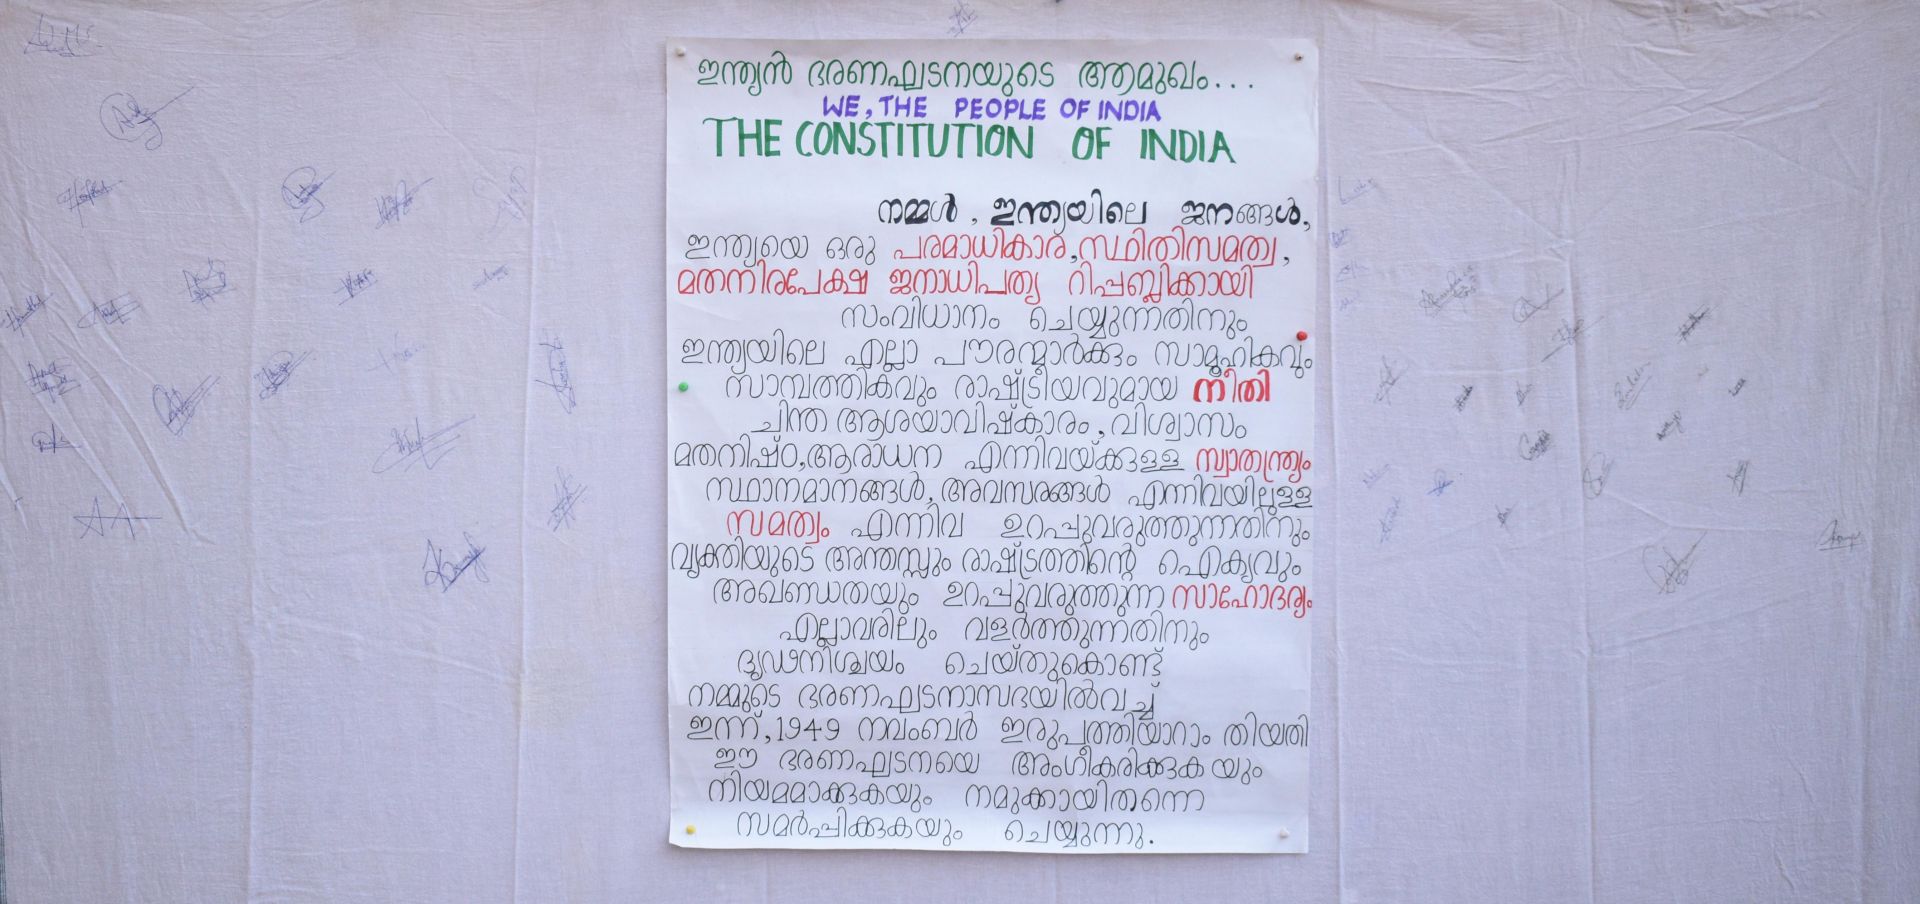 ഇന്ത്യൻ ഭരണഘടനയുടെ ആമുഖം...
WE, THE PEOPLE OF INDIA
THE CONSTITUTION OF INDIA
നമ്മൾ, ഇന്ത്യയിലെ ജനങ്ങൾ,
ഇന്ത്യയെ ഒരു പരമാധികാര, സ്ഥിതിസമത്വ,
മതനിരപേക്ഷ ജനാധിപത്യ റിപ്പബ്ലിക്കായി
സംവിധാനം ചെയ്യുന്നതിനും
ഇന്ത്യയിലെ എല്ലാ പൗരന്മാർക്കും സാമൂഹികവും
സാമ്പത്തികവും രാഷ്ട്രീയവുമായ നീതി
ചിന്ത ആശയാവിഷ്കാരം, വിശ്വാസം
മതനിഷ്ഠ, ആരാധന എന്നിവയ്ക്കുള്ള സ്വാതന്ത്ര്യം
സ്ഥാനമാനങ്ങൾ, അവസരങ്ങൾ എന്നിവയിലുള്ള
സമത്വം എന്നിവ ഉറപ്പുവരുത്തുന്നതിനും
വ്യക്തിയുടെ അന്തസ്സും രാഷ്ട്രത്തിന്റെ ഐക്യവും
അഖണ്ഡതയും ഉറപ്പുവരുത്തുന്ന സാഹോദര്യം
എല്ലാവരിലും വളർത്തുന്നതിനും
ദൃഢനിശ്ചയം ചെയ്തുകൊണ്ട്
നമ്മുടെ ഭരണഘടനാസഭയിൽവച്ച്
ഇന്ന്, 1949 നവംബർ ഇരുപത്തിയാറാം തിയതി
ഈ ഭരണഘടനയെ അംഗീകരിക്കുകയും
നിയമമാക്കുകയും നമുക്കായിതന്നെ
സമർപ്പിക്കുകയും ചെയ്യുന്നു.